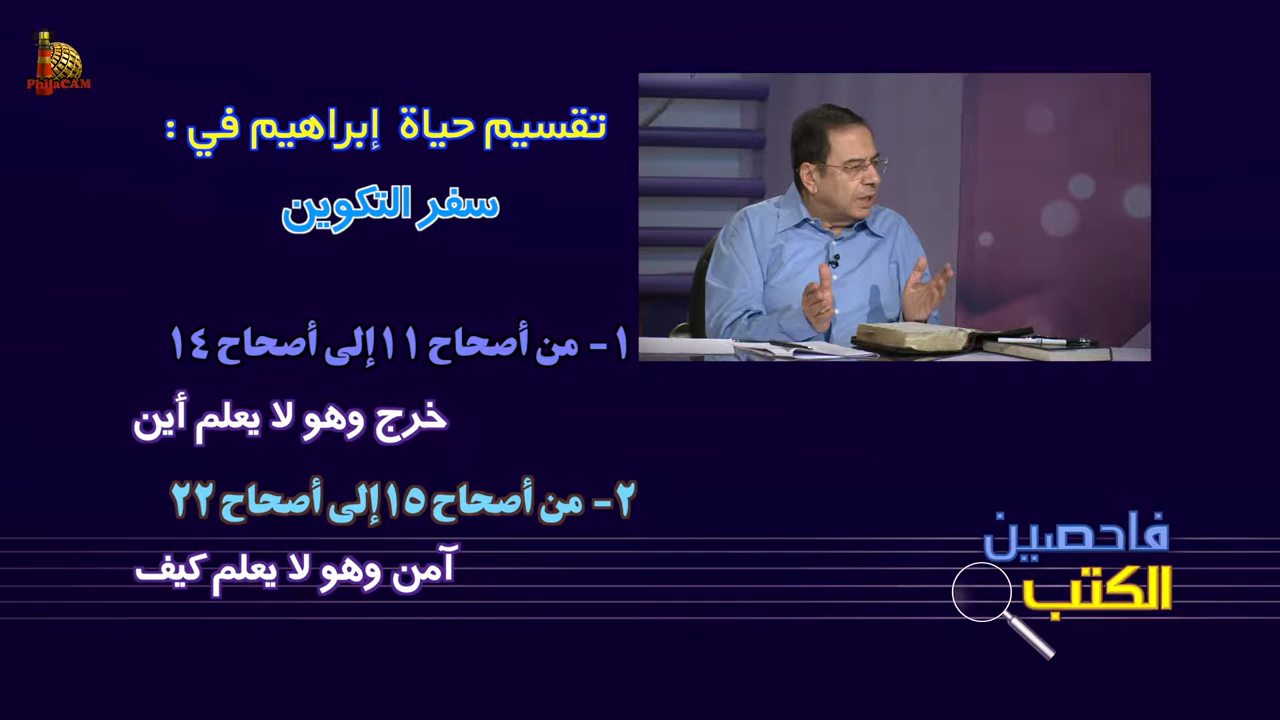 PhilaCAM
تقسيم حياة إبراهيم في :
سفر التكوين
١- من أصحاح ١١ إلى أصحاح ١٤
خرج وهو لا يعلم أين
٢- من أصحاح ١٥ إلى أصحاح ٢٢
آمن وهو لا يعلم كيف
فاحصين
الكتب